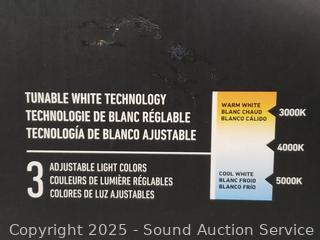 TUNABLE WHITE TECHNOLOGY
TECHNOLOGIE DE BLANC RÉGLABLE
TECNOLOGÍA DE BLANCO AJUSTABLE
3
ADJUSTABLE LIGHT COLORS
COULEURS DE LUMIÈRE RÉGLABLES
COLORES DE LUZ AJUSTABLES
WARM WHITE
BLANC CHAUD
BLANCO CÁLIDO
3000K
4000K
COOL WHITE
BLANC FROID
BLANCO FRÍO
5000K
Copyright 2025 - Sound Auction Service